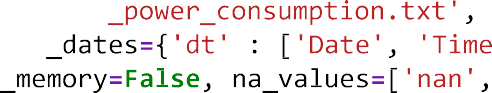 _power_consumption.txt',
_dates={'dt' : ['Date', 'Time
_memory=False, na_values=['nan',